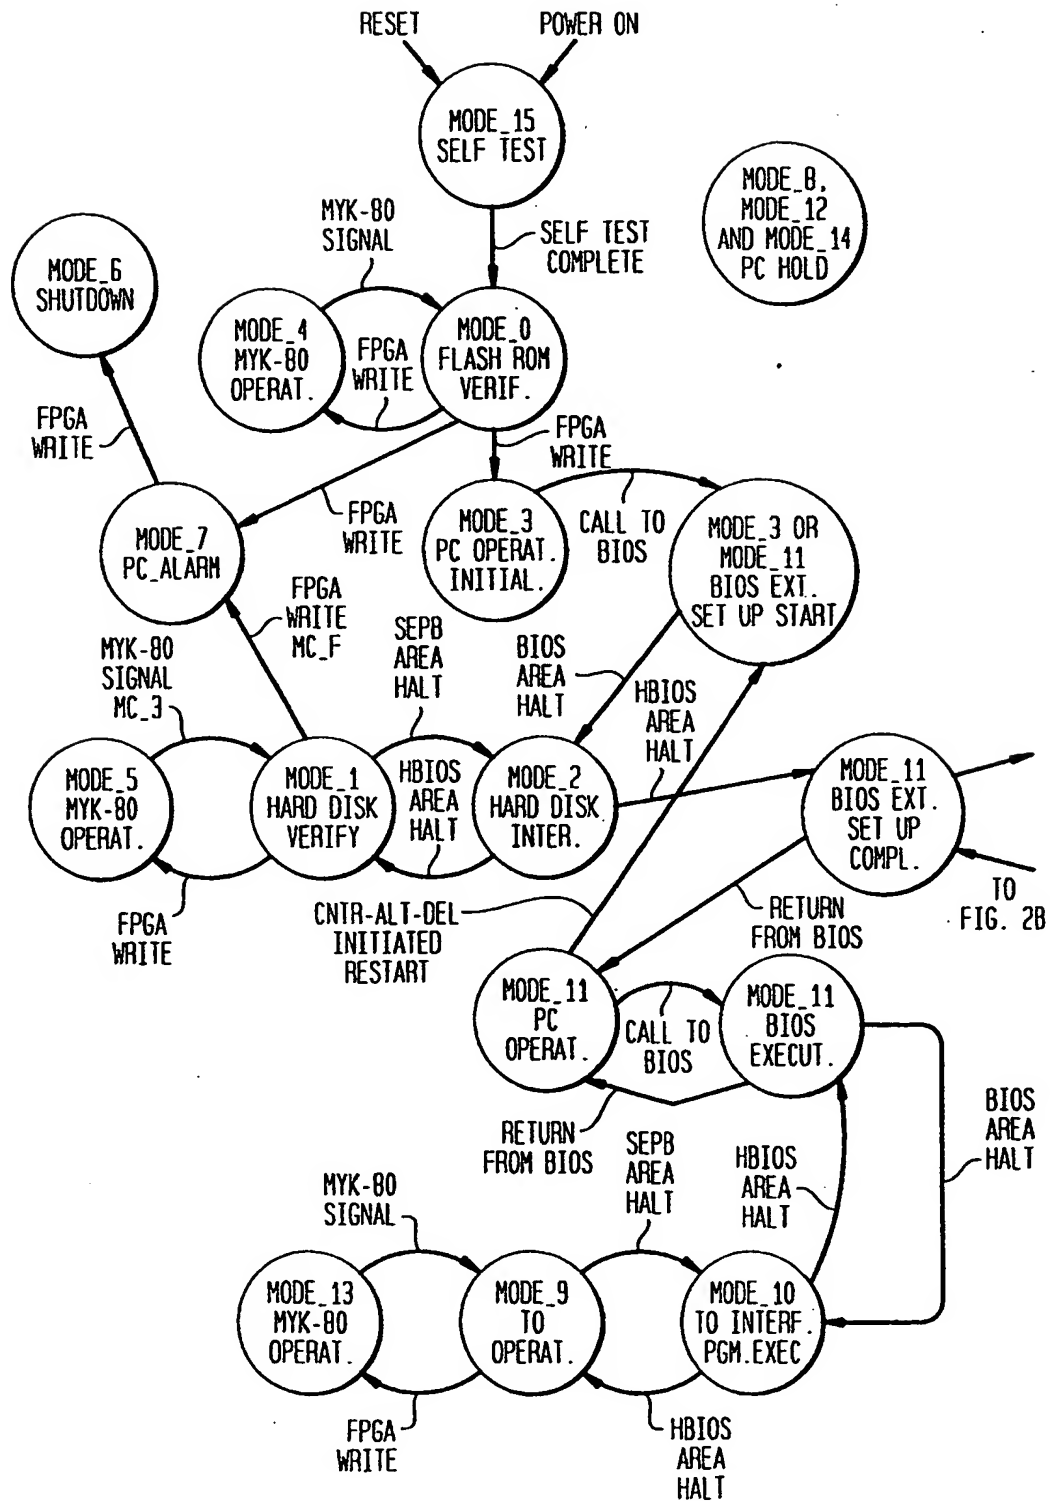 RESET
POWER ON
MODE_15
SELF TEST
MODE_8,
MODE_12
AND MODE_14
PC HOLD
MYK-80
SIGNAL
SELF TEST
COMPLETE
MODE_6
SHUTDOWN
MODE_4
MYK-80
OPERAT.
FPGA
WRITE
MODE_0
FLASH ROM
VERIF.
FPGA
WRITE
FPGA
WRITE
FPGA
WRITE
MODE_7
PC_ALARM
MODE_3
PC OPERAT.
INITIAL.
CALL TO
BIOS
MODE_3 OR
MODE_11
BIOS EXT.
SET UP START
FPGA
WRITE
MC_F
MYK-80
SIGNAL
MC_3
SEPB
AREA
HALT
BIOS
AREA
HALT
HBIOS
AREA
HALT
MODE_5
MYK-80
OPERAT.
MODE_1
HARD DISK
VERIFY
HBIOS
AREA
HALT
MODE_2
HARD DISK
INTER.
MODE_11
BIOS EXT.
SET UP
COMPL.
FPGA
WRITE
CNTR-ALT-DEL
INITIATED
RESTART
RETURN
FROM BIOS
TO
FIG. 2B
MODE_11
PC
OPERAT.
CALL TO
BIOS
MODE_11
BIOS
EXECUT.
RETURN
FROM BIOS
BIOS
AREA
HALT
MYK-80
SIGNAL
SEPB
AREA
HALT
HBIOS
AREA
HALT
MODE_13
MYK-80
OPERAT.
MODE_9
TO
OPERAT.
MODE_10
TO INTERF.
PGM.EXEC
FPGA
WRITE
HBIOS
AREA
HALT